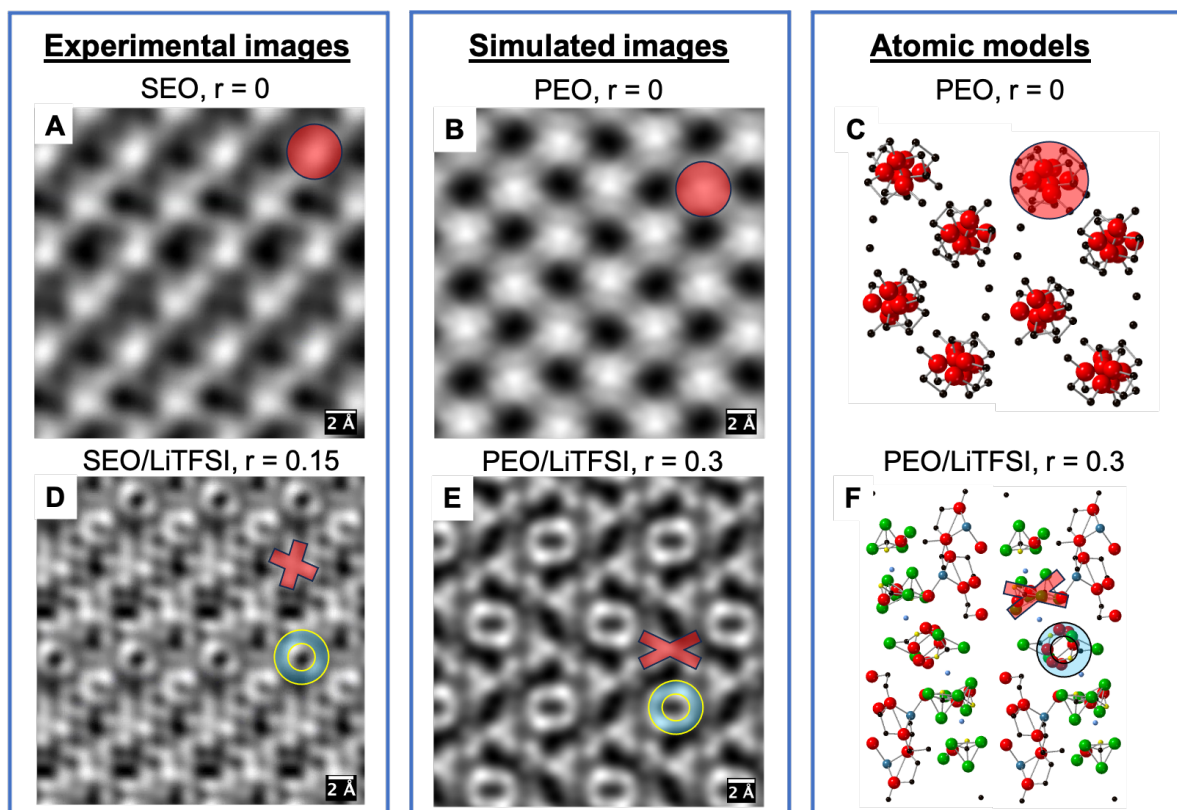 Experimental images
SEO, r = 0
A
2 Å
SEO/LiTFSI, r = 0.15
D
2 Å
Simulated images
PEO, r = 0
B
2 Å
PEO/LiTFSI, r = 0.3
E
2 Å
Atomic models
PEO, r = 0
C
PEO/LiTFSI, r = 0.3
F